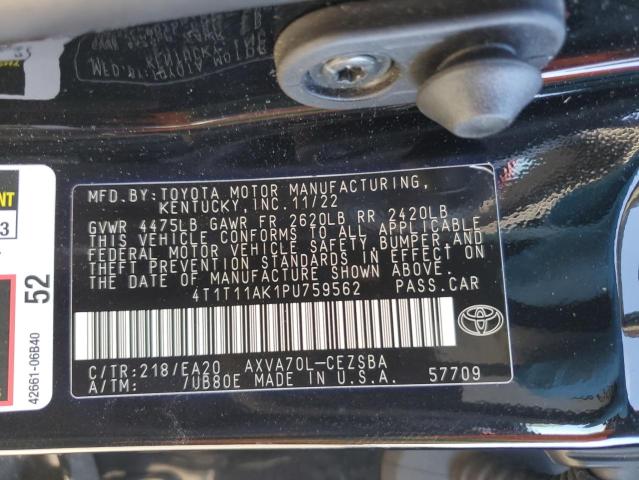 MFD.BY: TOYOTA MOTOR MANUFACTURING,
KENTUCKY, INC. 11/22
GVWR 4475LB GAWR FR 2620LB RR 2420LB
THIS VEHICLE CONFORMS TO ALL APPLICABLE
FEDERAL MOTOR VEHICLE SAFETY, BUMPER, AND
THEFT PREVENTION STANDARDS IN EFFECT ON
THE DATE OF MANUFACTURE SHOWN ABOVE.
4T1T11AK1PU759562 PASS.CAR
C/TR: 218/EA20 AXVA70L-CEZSBA
A/TM: 7UB80E MADE IN U.S.A. 57709
52
42661-06B40